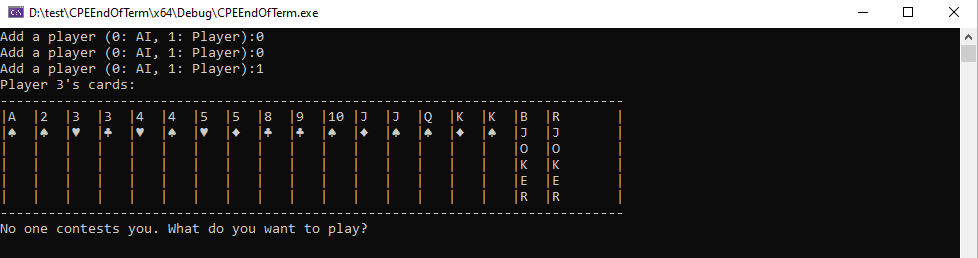 D:\test\CPEEndOfTerm\x64\Debug\CPEEndOfTerm.exe
Add a player (0: AI, 1: Player):0
Add a player (0: AI, 1: Player):0
Add a player (0: AI, 1: Player):1
Player 3's cards:
------------------------------------------------------------------------------
|A  |2  |3  |3  |4  |4  |5  |5  |8  |9  |10 |J  |J  |Q  |K  |K  |B  |R       |
|♠  |♠  |♥  |♣  |♥  |♠  |♥  |♦  |♣  |♣  |♠  |♦  |♠  |♠  |♦  |♠  |J  |J       |
|   |   |   |   |   |   |   |   |   |   |   |   |   |   |   |   |O  |O       |
|   |   |   |   |   |   |   |   |   |   |   |   |   |   |   |   |K  |K       |
|   |   |   |   |   |   |   |   |   |   |   |   |   |   |   |   |E  |E       |
|   |   |   |   |   |   |   |   |   |   |   |   |   |   |   |   |R  |R       |
------------------------------------------------------------------------------
No one contests you. What do you want to play?